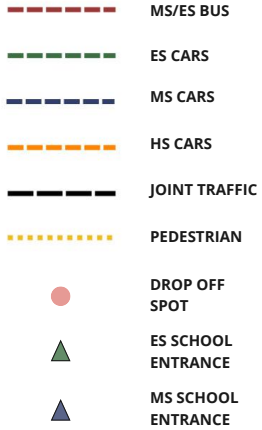 MS/ES BUS
ES CARS
MS CARS
HS CARS
JOINT TRAFFIC
PEDESTRIAN
DROP OFF
SPOT
ES SCHOOL
ENTRANCE
MS SCHOOL
ENTRANCE